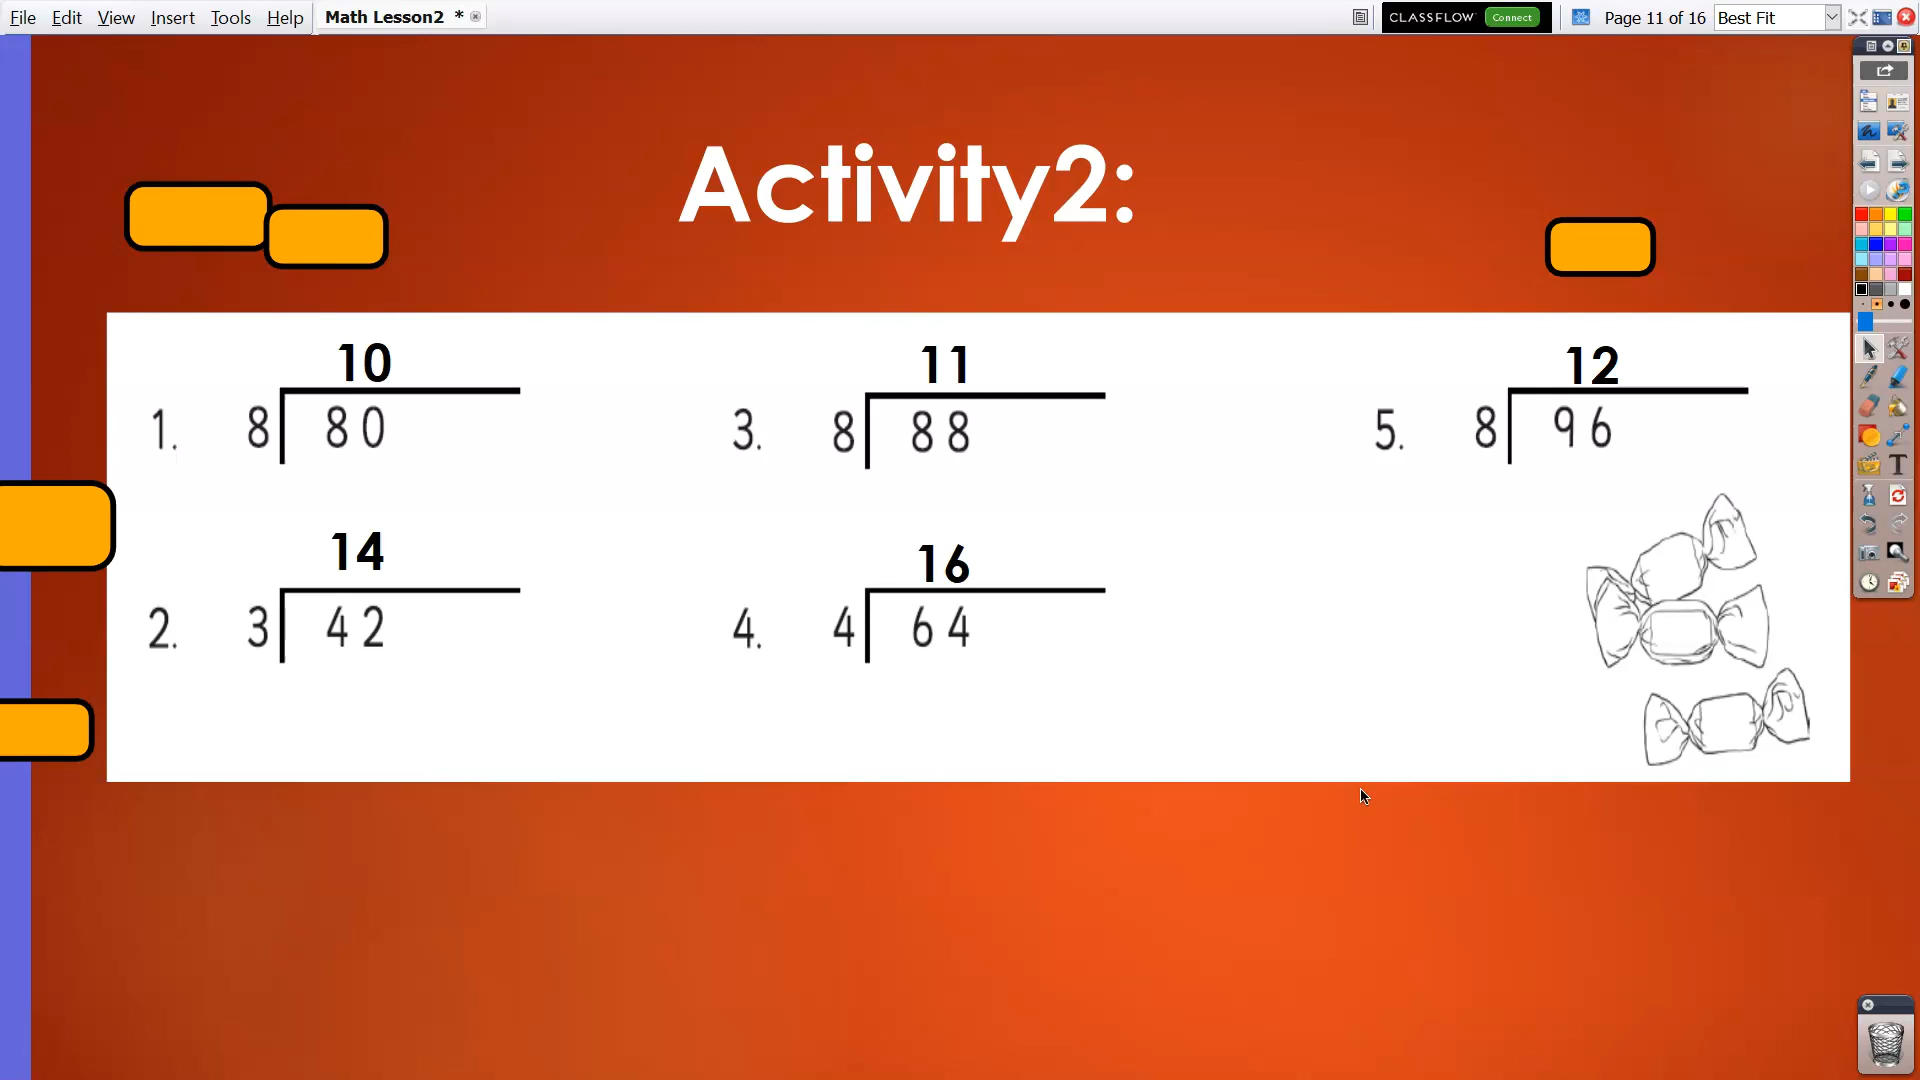 File Edit View Insert Tools Help Math Lesson2 * CLASSFLOW Connect Page 11 of 16 Best Fit
Activity2:
10
1. 8 80
14
2. 3 42
11
3. 8 88
16
4. 4 64
12
5. 8 96
T